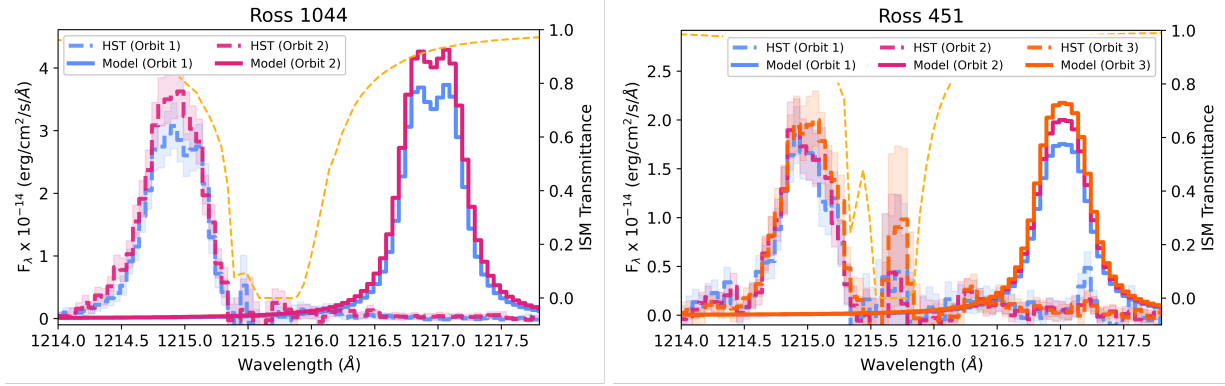 Ross 1044
HST (Orbit 1) HST (Orbit 2)
Model (Orbit 1) Model (Orbit 2)
F_λ x 10⁻¹⁴ (erg/cm²/s/Å)
4
3
2
1
0
1.0
0.8
0.6
0.4
0.2
0.0
ISM Transmittance
1214.0 1214.5 1215.0 1215.5 1216.0 1216.5 1217.0 1217.5
Wavelength (Å)
Ross 451
HST (Orbit 1) HST (Orbit 2) HST (Orbit 3)
Model (Orbit 1) Model (Orbit 2) Model (Orbit 3)
F_λ x 10⁻¹⁴ (erg/cm²/s/Å)
2.5
2.0
1.5
1.0
0.5
0.0
1.0
0.8
0.6
0.4
0.2
0.0
ISM Transmittance
1214.0 1214.5 1215.0 1215.5 1216.0 1216.5 1217.0 1217.5
Wavelength (Å)